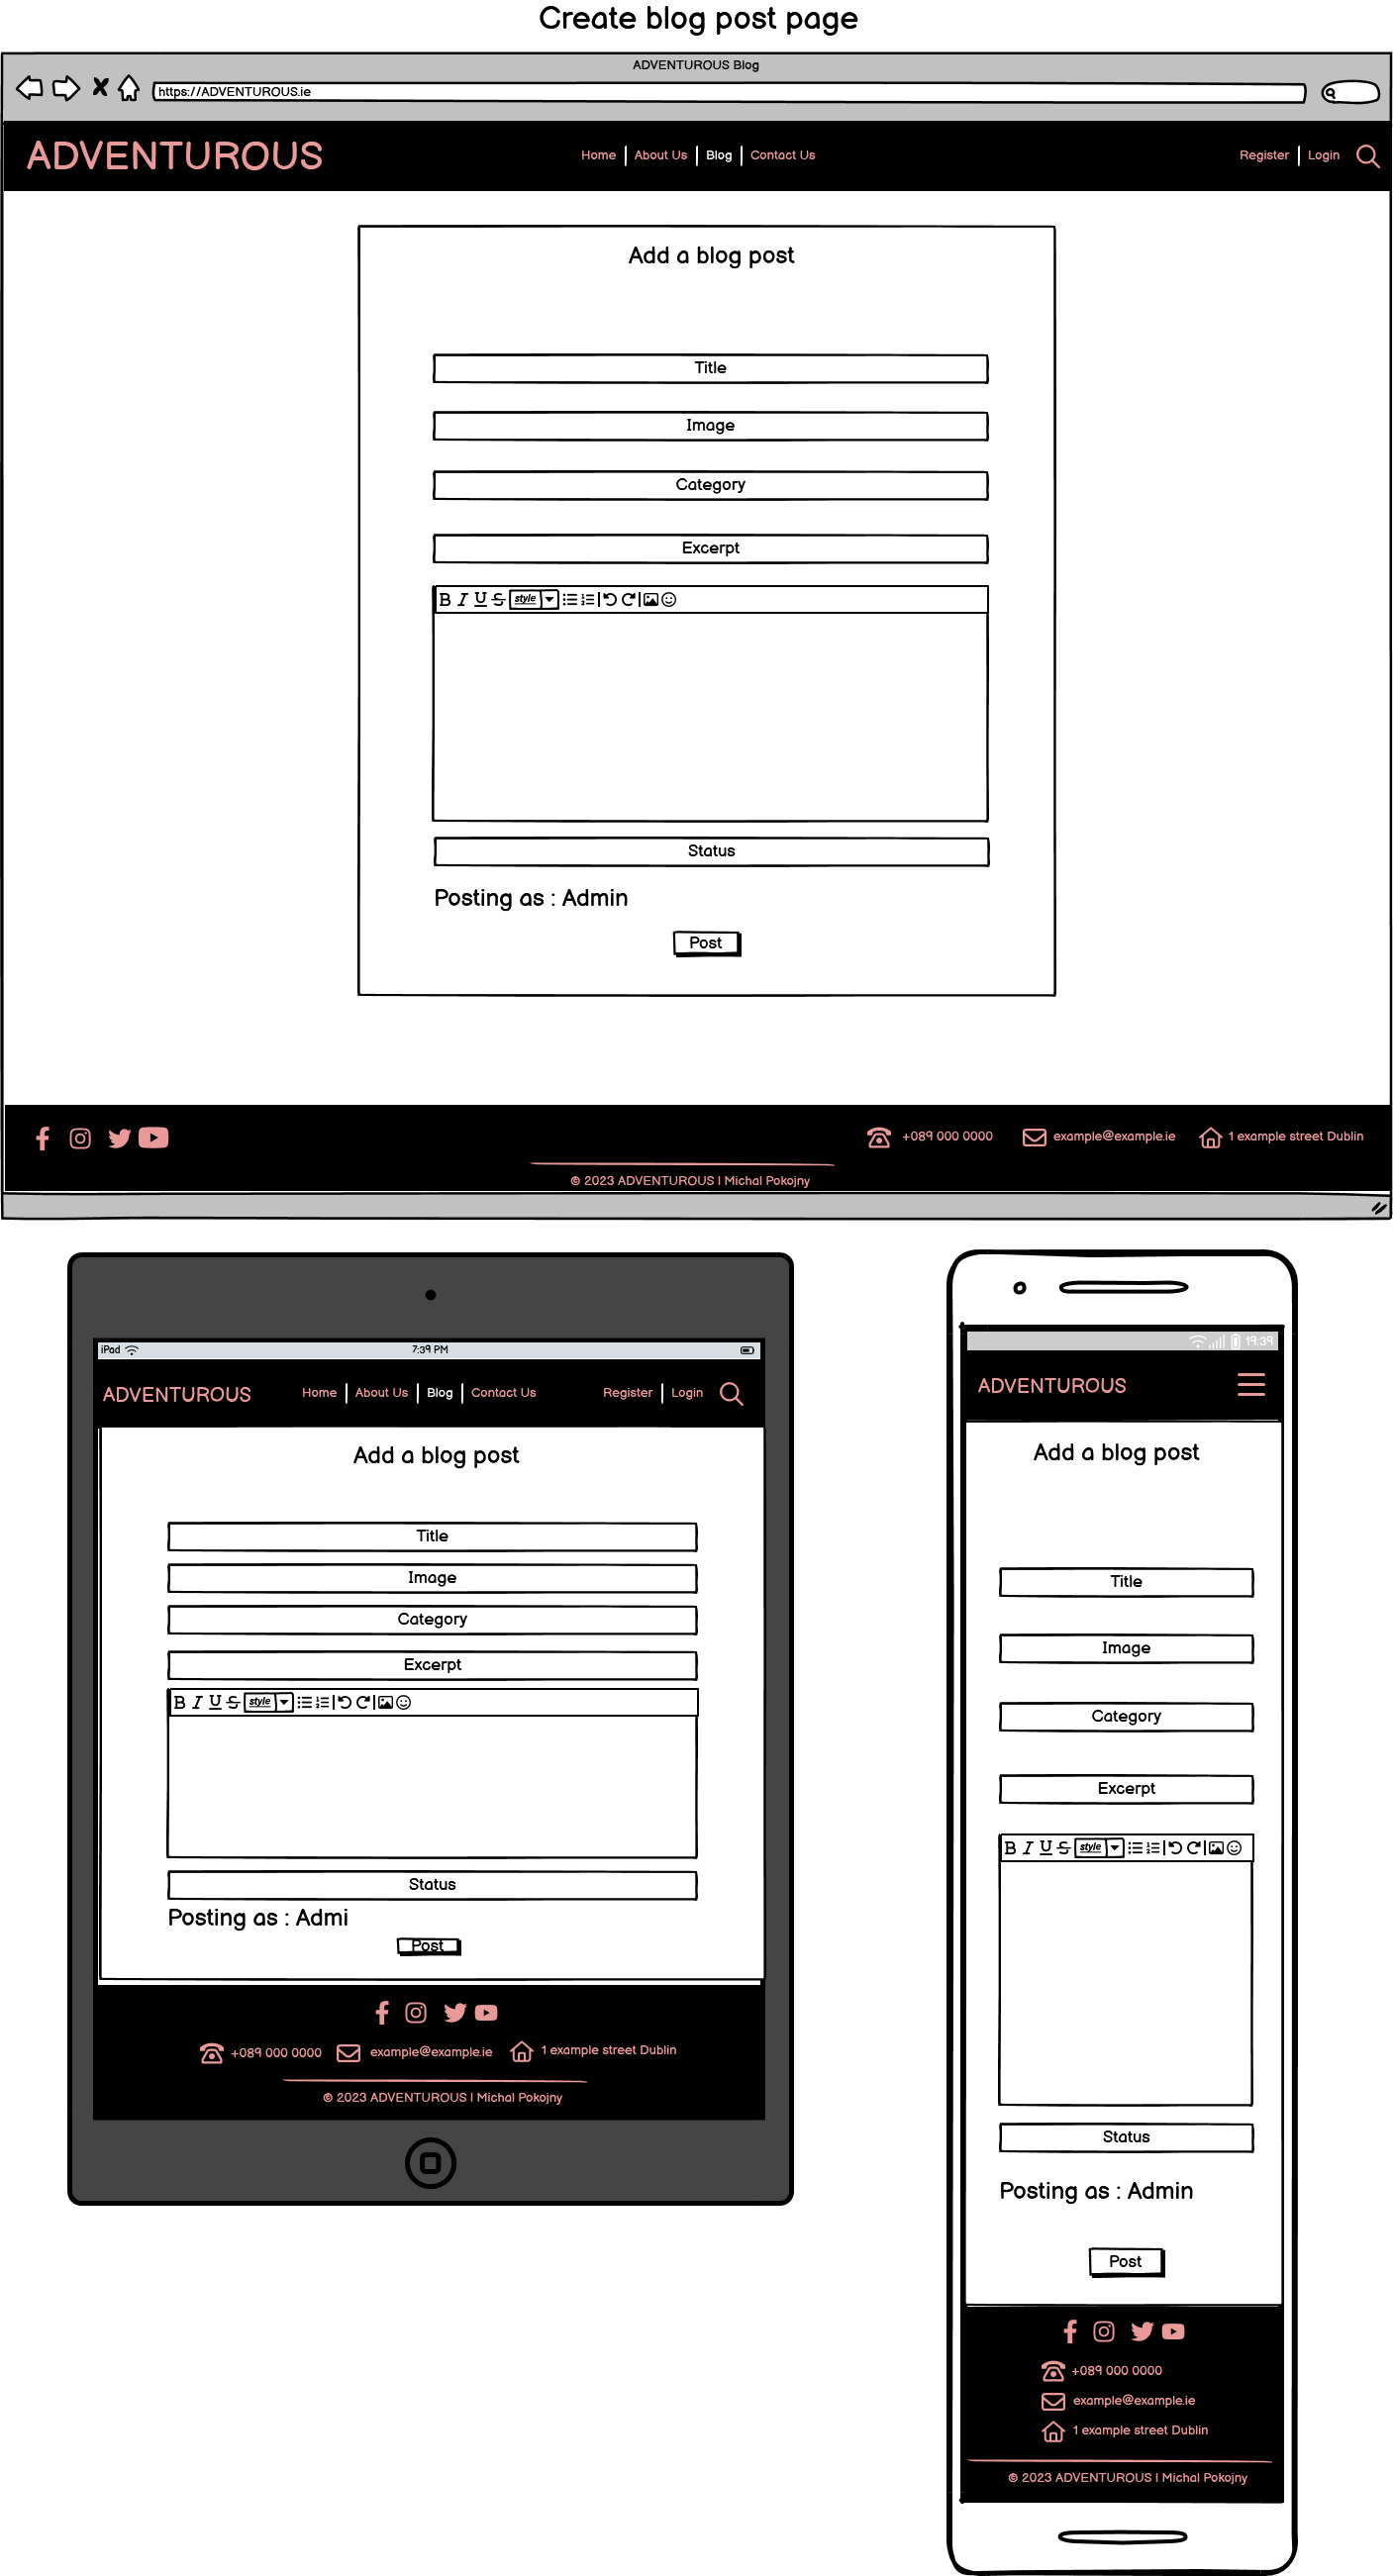 Create blog post page
ADVENTUROUS Blog
https://ADVENTUROUS.ie
ADVENTUROUS Home About Us Blog Contact Us Register Login
Add a blog post
Title
Image
Category
Excerpt
B I U S style
Status
Posting as : Admin
Post
+089 000 0000 example@example.ie 1 example street Dublin
© 2023 ADVENTUROUS | Michal Pokojny
iPad 7:39 PM
ADVENTUROUS Home About Us Blog Contact Us Register Login
Add a blog post
Title
Image
Category
Excerpt
B I U S style
Status
Posting as : Admi
Post
+089 000 0000 example@example.ie 1 example street Dublin
© 2023 ADVENTUROUS | Michal Pokojny
19:39
ADVENTUROUS
Add a blog post
Title
Image
Category
Excerpt
B I U S style
Status
Posting as : Admin
Post
+089 000 0000
example@example.ie
1 example street Dublin
© 2023 ADVENTUROUS | Michal Pokojny